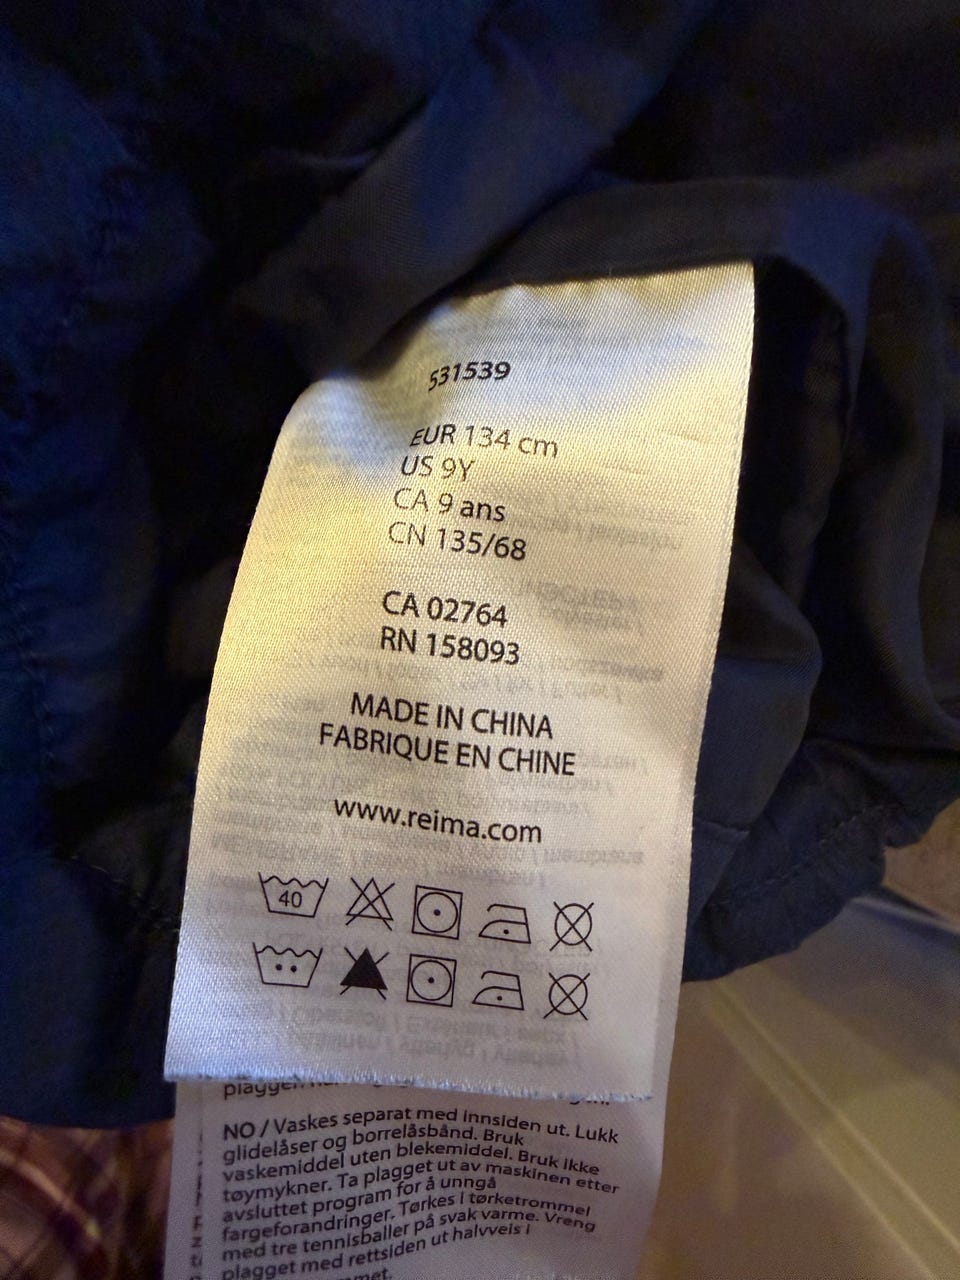 531539
EUR 134 cm
US 9Y
CA 9 ans
CN 135/68
CA 02764
RN 158093
MADE IN CHINA
FABRIQUE EN CHINE
www.reima.com
40
plaggen
NO / Vaskes separat med innsiden ut. Lukk
glidelåser og borrelåsbånd. Bruk
vaskemiddel uten blekemiddel. Bruk ikke
tøymykner. Ta plagget ut av maskinen etter
avsluttet program for å unngå
fargeforandringer. Tørkes i tørketrommel
med tre tennisballer på svak varme. Vreng
plagget med rettsiden ut halvveis i